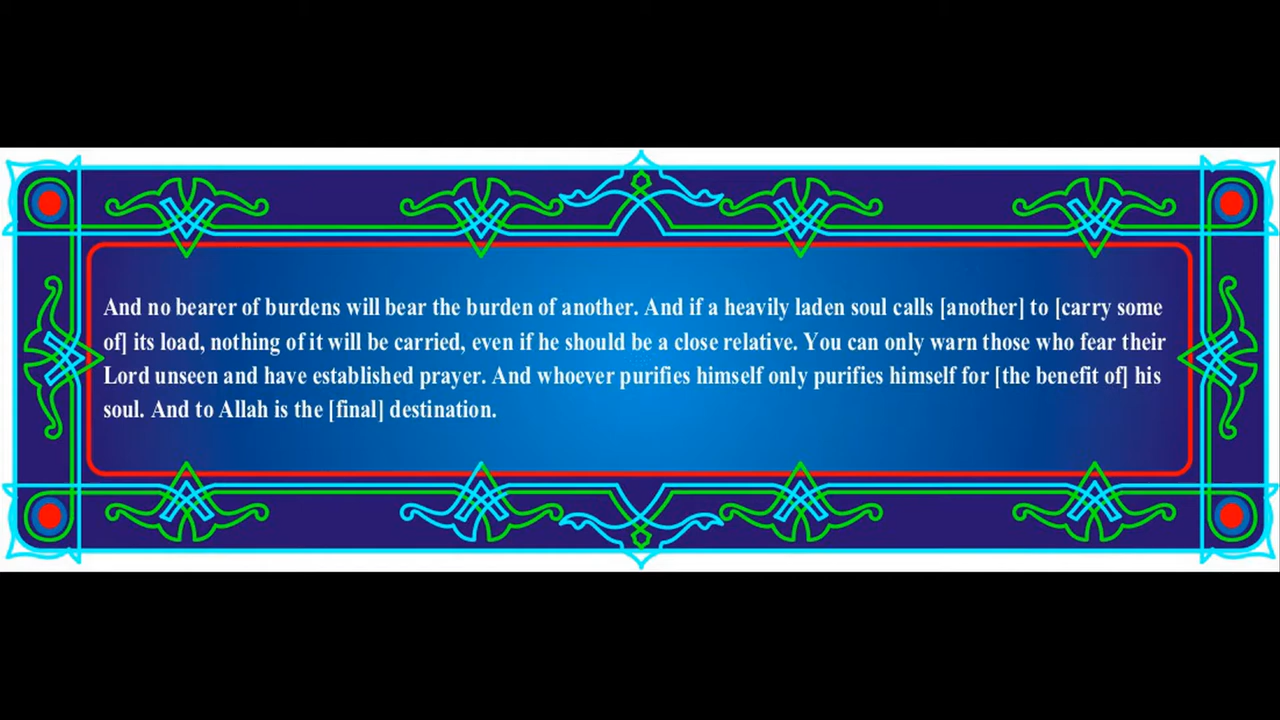 And no bearer of burdens will bear the burden of another. And if a heavily laden soul calls [another] to [carry some
of] its load, nothing of it will be carried, even if he should be a close relative. You can only warn those who fear their
Lord unseen and have established prayer. And whoever purifies himself only purifies himself for [the benefit of] his
soul. And to Allah is the [final] destination.